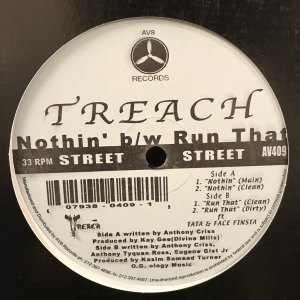 AV8
RECORDS
TREACH
Nothin' b/w Run That
33 RPM STREET STREET AV409
Side A
1. "Nothin" (Main)
2. "Nothin" (Clean)
Side B
1. "Run That" (Clean)
2. "Run That" (Dirty)
ft
TATA & FACE FINSTA
07938 - 0409 - 1
Treach
Side A written by Anthony Criss
Produced by Kay Gee(Divine Mills)
Side B written by Anthony Criss,
Anthony Tyquan Ross, Eugene Gist Jr
Produced by Kasim Samaad Turner
O.G. ology Music